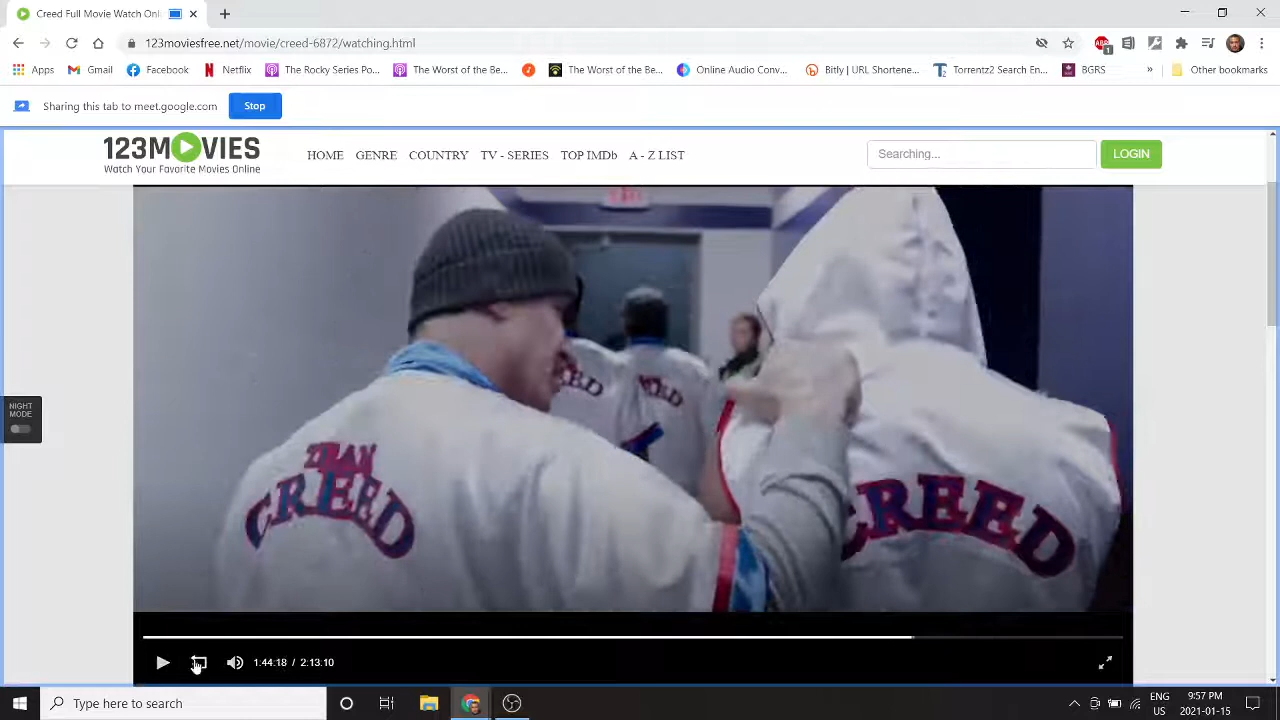 Creed Full Movie Watch Onl
123moviesfree.net/movie/creed-6872/watching.html
ABP
1
Apps
Gmail
Facebook
Netflix
The Rocky Series Po...
The Worst of the Be...
The Worst of the Be...
Online Audio Conv...
Bitly | URL Shortene...
Torrentz2 Search En...
BGRS
»
Other bookmarks
Sharing this tab to meet.google.com
Stop
123MOVIES
Watch Your Favorite Movies Online
HOME
GENRE
COUNTRY
TV - SERIES
TOP IMDb
A - Z LIST
Searching...
LOGIN
NIGHT
MODE
CREED
CREED
TEAM
CREED
CREED
1:44:18 / 2:13:10
Type here to search
ENG
US
9:57 PM
2021-01-15